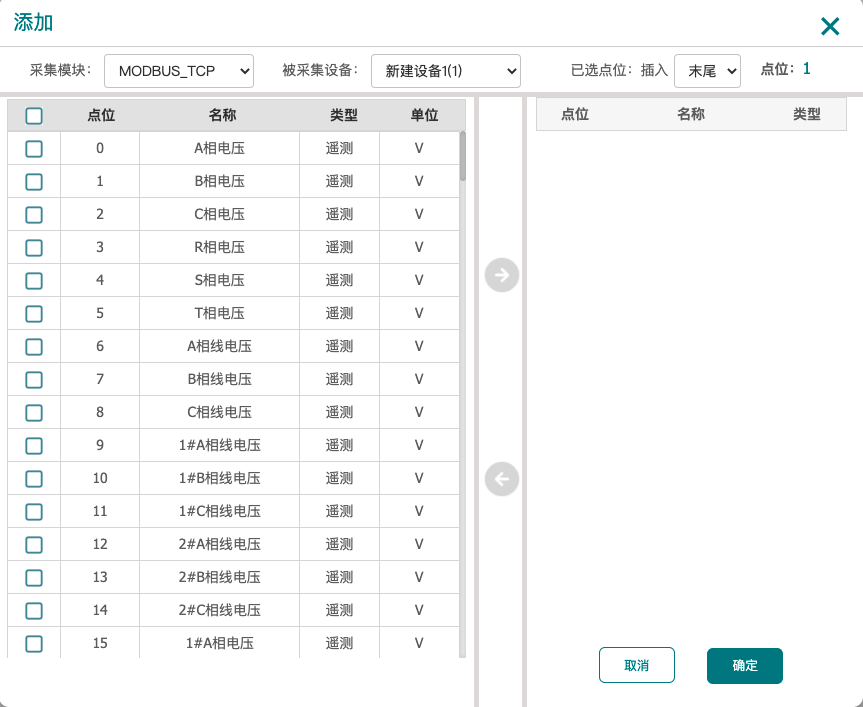 添加
采集模块： MODBUS_TCP 被采集设备： 新建设备1(1) 已选点位：插入 末尾 点位：1
点位 名称 类型 单位 点位 名称 类型
0 A相电压 遥测 V
1 B相电压 遥测 V
2 C相电压 遥测 V
3 R相电压 遥测 V
4 S相电压 遥测 V
5 T相电压 遥测 V
6 A相线电压 遥测 V
7 B相线电压 遥测 V
8 C相线电压 遥测 V
9 1#A相线电压 遥测 V
10 1#B相线电压 遥测 V
11 1#C相线电压 遥测 V
12 2#A相线电压 遥测 V
13 2#B相线电压 遥测 V
14 2#C相线电压 遥测 V
15 1#A相电压 遥测 V
取消 确定